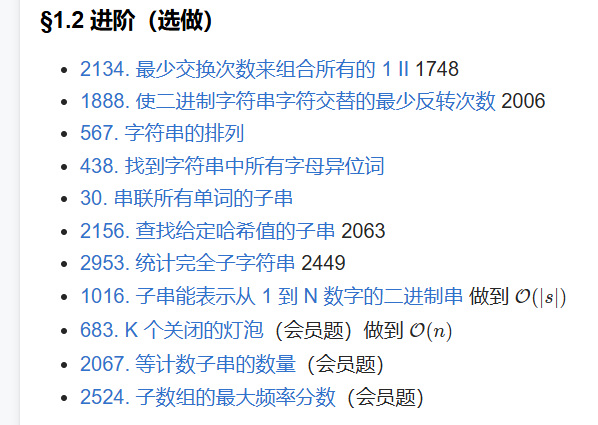 §1.2 进阶（选做）
2134. 最少交换次数来组合所有的 1 II 1748
1888. 使二进制字符串字符交替的最少反转次数 2006
567. 字符串的排列
438. 找到字符串中所有字母异位词
30. 串联所有单词的子串
2156. 查找给定哈希值的子串 2063
2953. 统计完全子字符串 2449
1016. 子串能表示从 1 到 N 数字的二进制串 做到 𝒪(|s|)
683. K 个关闭的灯泡（会员题）做到 𝒪(n)
2067. 等计数子串的数量（会员题）
2524. 子数组的最大频率分数（会员题）